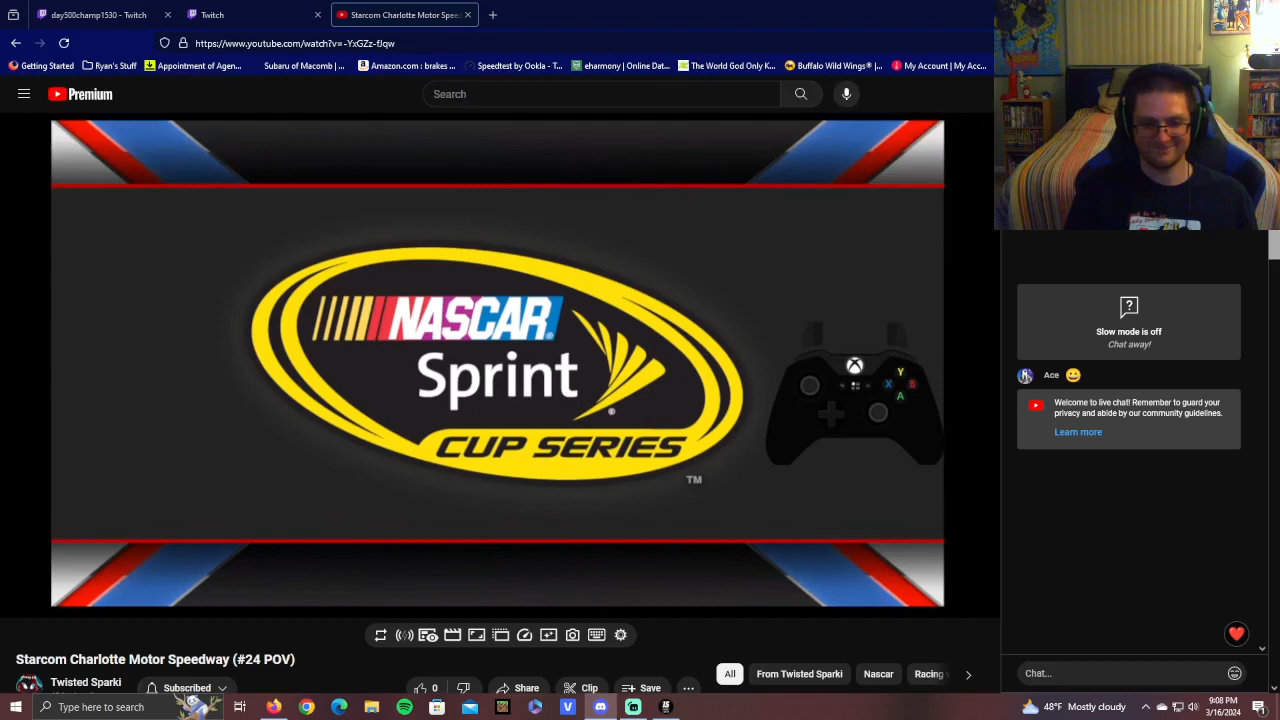 day500champ1530 - Twitch
Twitch
Starcom Charlotte Motor Speed
https://www.youtube.com/watch?v=-YxGZz-fJqw
Getting Started
Ryan's Stuff
Appointment of Agen...
Subaru of Macomb |...
Amazon.com : brakes ...
Speedtest by Ookla - T...
eharmony | Online Dat...
The World God Only K...
Buffalo Wild Wings® |...
My Account | My Acc...
Premium
Search
NASCAR
Sprint
CUP SERIES
TM
Y
X B
A
Slow mode is off
Chat away!
Ace
Welcome to live chat! Remember to guard your
privacy and abide by our community guidelines.
Learn more
Starcom Charlotte Motor Speedway (#24 POV)
Twisted Sparki
Subscribed
0
Share
Clip
Save
All
From Twisted Sparki
Nascar
Racing
Chat...
Type here to search
48°F Mostly cloudy
9:08 PM
3/16/2024